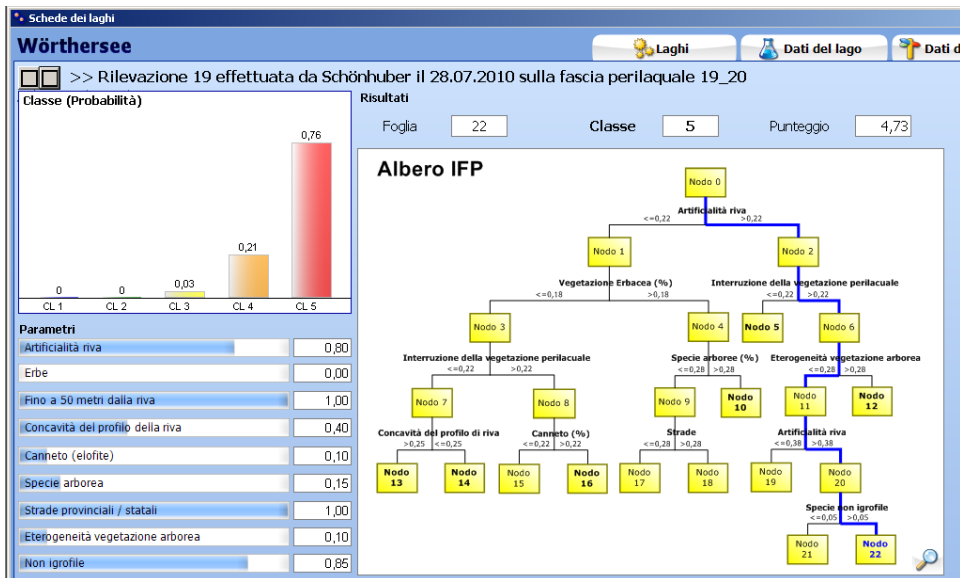 Schede dei laghi
Wörthersee
Laghi
Dati del lago
Dati d
>> Rilevazione 19 effettuata da Schönhuber il 28.07.2010 sulla fascia perilaquale 19_20
Classe (Probabilità)
0,76
0,21
0,03
0
0
CL 1
CL 2
CL 3
CL 4
CL 5
Parametri
Artificialità riva 0,80
Erbe 0,00
Fino a 50 metri dalla riva 1,00
Concavità del profilo della riva 0,40
Canneto (elofite) 0,10
Specie arborea 0,15
Strade provinciali / statali 1,00
Eterogeneità vegetazione arborea 0,10
Non igrofile 0,85
Risultati
Foglia 22 Classe 5 Punteggio 4,73
Albero IFP
Nodo 0
Artificialità riva
<=0,22 >0,22
Nodo 1
Nodo 2
Vegetazione Erbacea (%)
<=0,18 >0,18
Interruzione della vegetazione perilacuale
<=0,22 >0,22
Nodo 3
Nodo 4
Nodo 5
Nodo 6
Interruzione della vegetazione perilacuale
<=0,22 >0,22
Specie arboree (%)
<=0,28 >0,28
Eterogeneità vegetazione arborea
<=0,28 >0,28
Nodo 7
Nodo 8
Nodo 9
Nodo
10
Nodo
11
Nodo
12
Concavità del profilo di riva
>0,25 <=0,25
Canneto (%)
<=0,22 >0,22
Strade
<=0,28 >0,28
Artificialità riva
<=0,38 >0,38
Nodo
13
Nodo
14
Nodo
15
Nodo
16
Nodo
17
Nodo
18
Nodo
19
Nodo
20
Specie non igrofile
<=0,05 >0,05
Nodo
21
Nodo
22